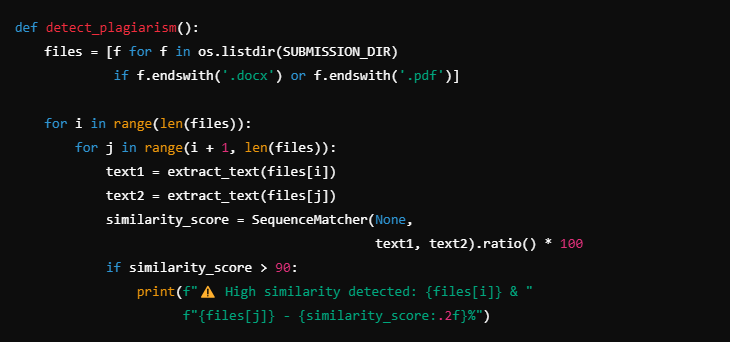 def detect_plagiarism():
    files = [f for f in os.listdir(SUBMISSION_DIR)
             if f.endswith('.docx') or f.endswith('.pdf')]

    for i in range(len(files)):
        for j in range(i + 1, len(files)):
            text1 = extract_text(files[i])
            text2 = extract_text(files[j])
            similarity_score = SequenceMatcher(None,
                                               text1, text2).ratio() * 100
            if similarity_score > 90:
                print(f"⚠️ High similarity detected: {files[i]} & "
                      f"{files[j]} - {similarity_score:.2f}%")